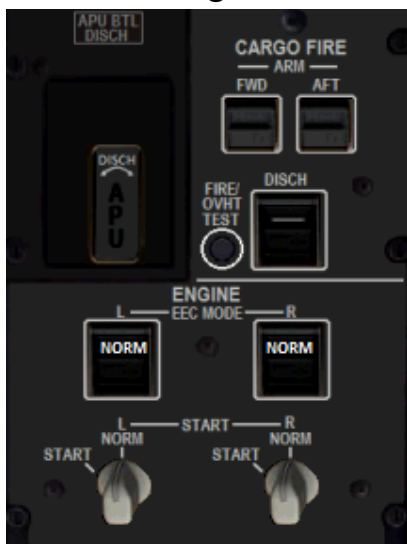 APU BTL
DISCH
DISCH
APU
CARGO FIRE
ARM
FWD AFT
FIRE/
OVHT
TEST
DISCH
ENGINE
L EEC MODE R
NORM NORM
L START R
START NORM START NORM